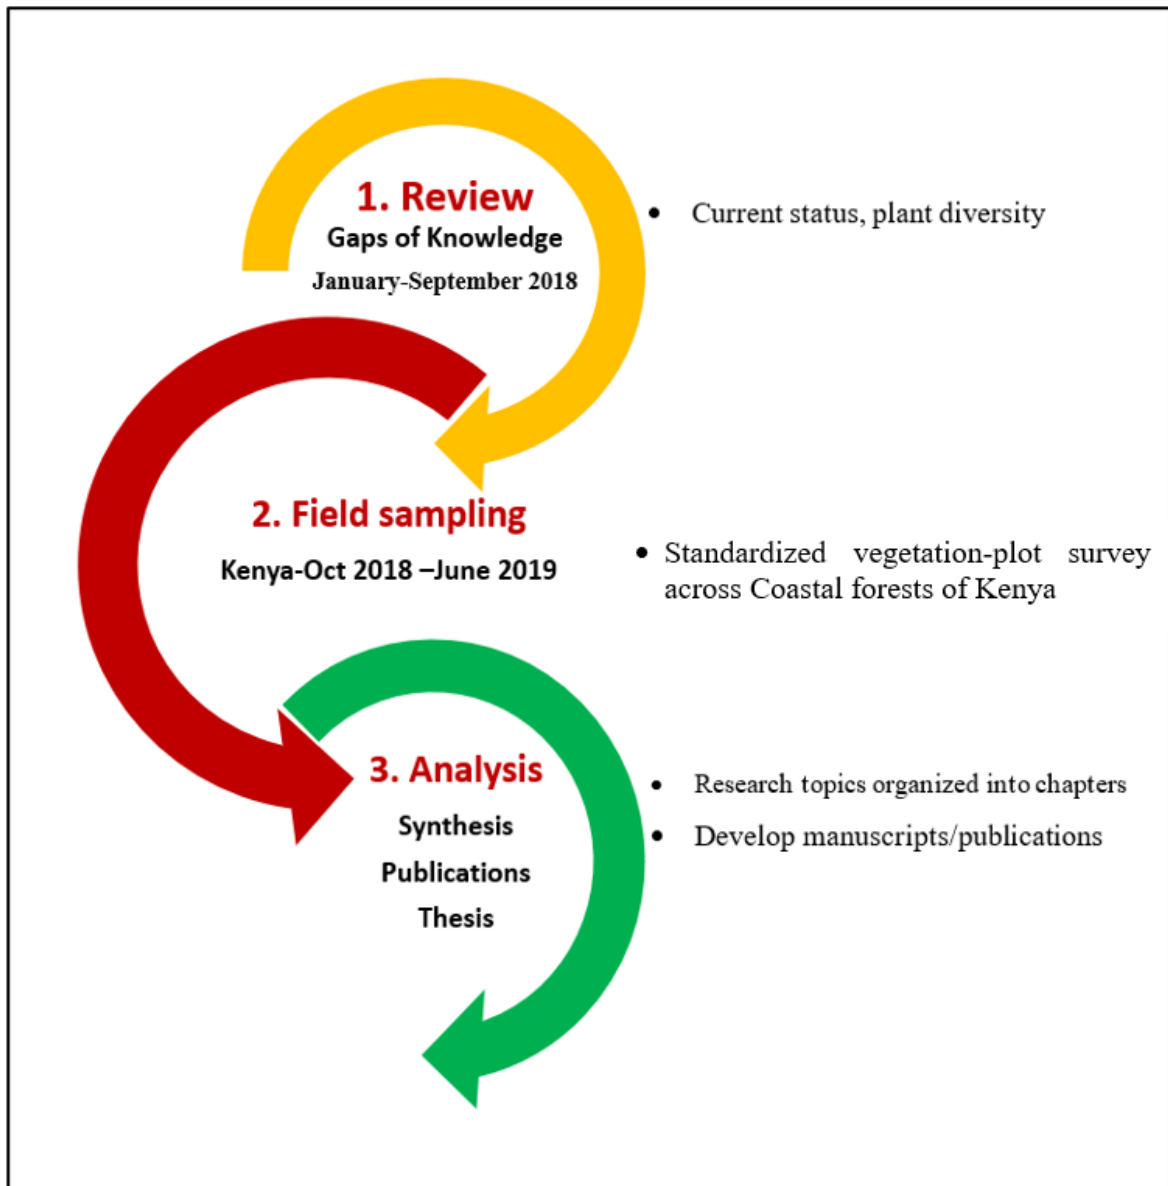 1. Review
Gaps of Knowledge
January-September 2018
• Current status, plant diversity
2. Field sampling
Kenya-Oct 2018 –June 2019
• Standardized vegetation-plot survey
across Coastal forests of Kenya
3. Analysis
Synthesis
Publications
Thesis
• Research topics organized into chapters
• Develop manuscripts/publications